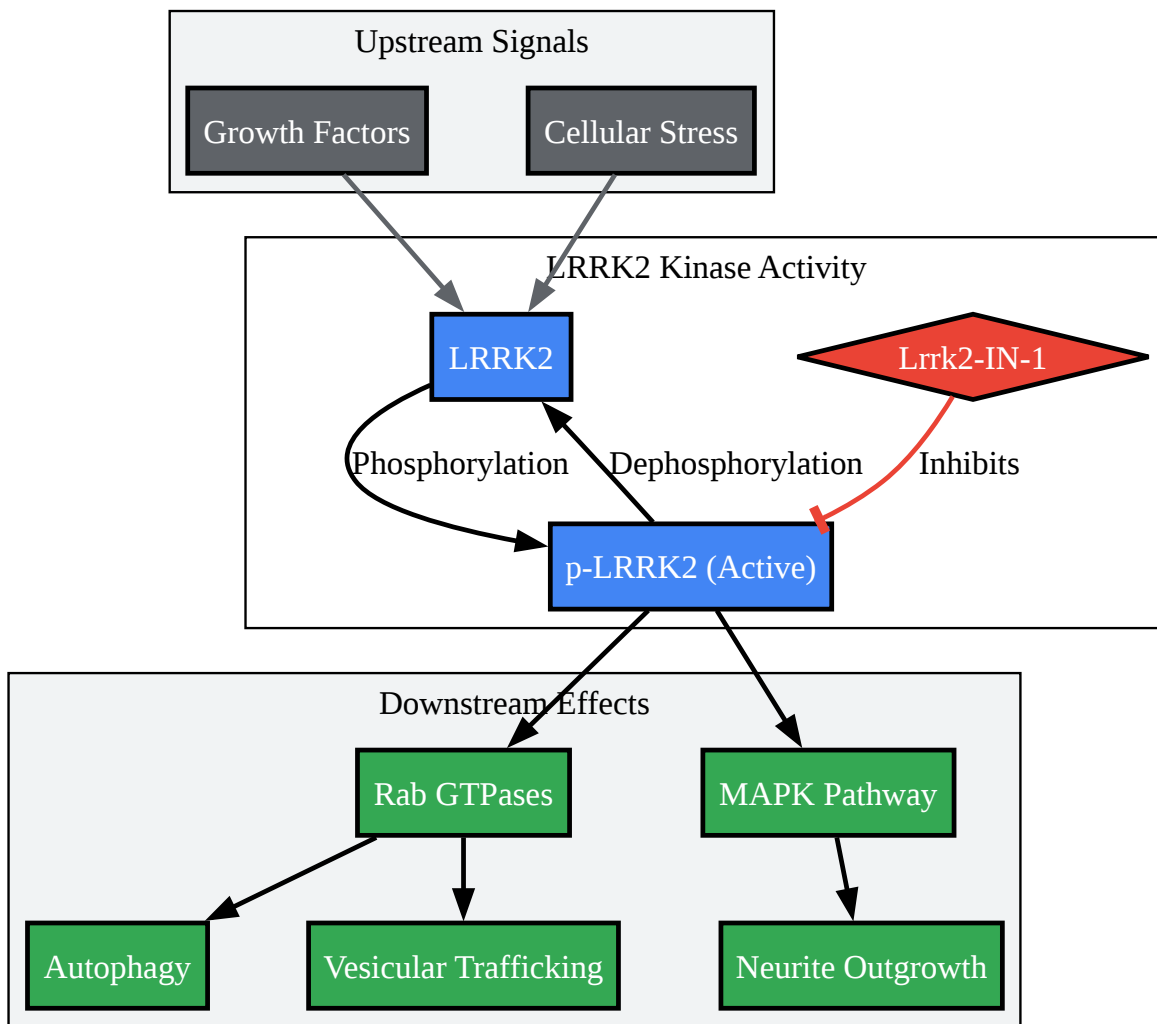 Upstream Signals
Growth Factors
Cellular Stress
LRRK2 Kinase Activity
LRRK2
Lrrk2-IN-1
Phosphorylation
Dephosphorylation
Inhibits
p-LRRK2 (Active)
Downstream Effects
Rab GTPases
MAPK Pathway
Autophagy
Vesicular Trafficking
Neurite Outgrowth